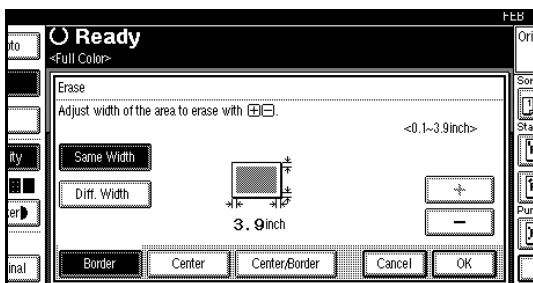 FEB
Ready
<Full Color>
Erase
Adjust width of the area to erase with [+][-].
<0.1~3.9inch>
Same Width
Diff. Width
+
3.9inch
−
Border Center Center/Border Cancel OK